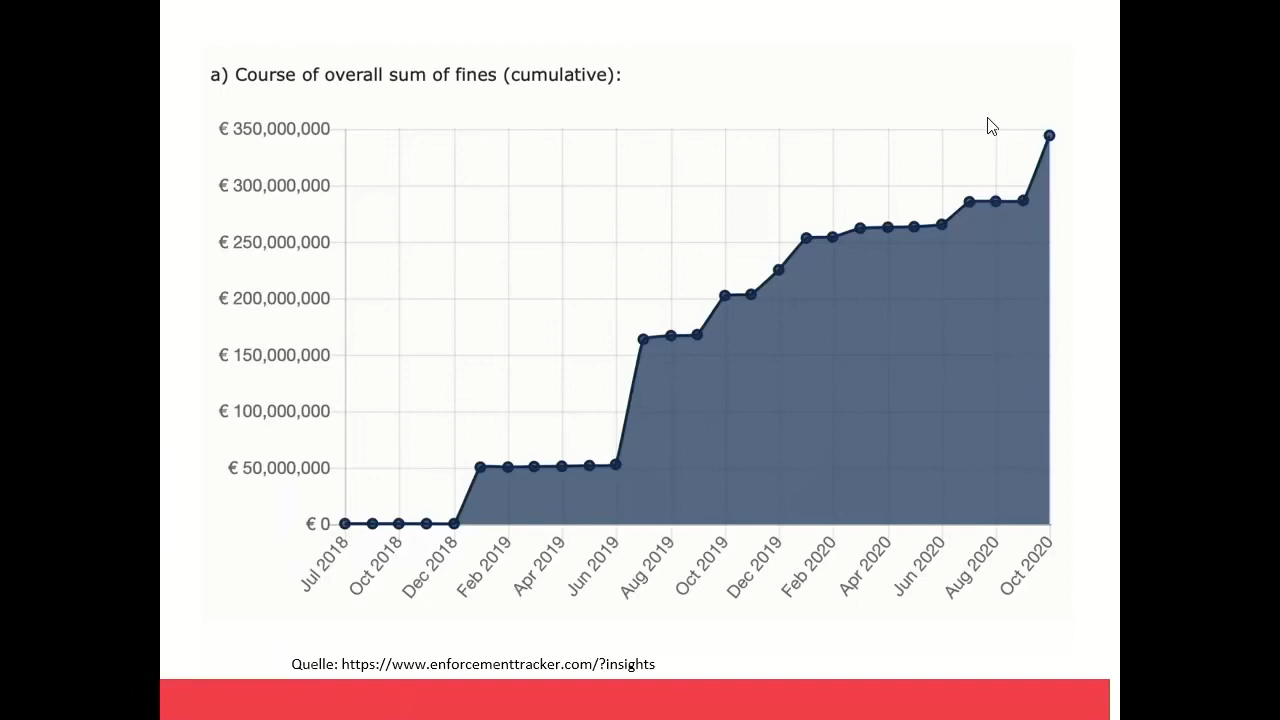 a) Course of overall sum of fines (cumulative):
€ 350,000,000
€ 300,000,000
€ 250,000,000
€ 200,000,000
€ 150,000,000
€ 100,000,000
€ 50,000,000
€ 0
Jul 2018
Oct 2018
Dec 2018
Feb 2019
Apr 2019
Jun 2019
Aug 2019
Oct 2019
Dec 2019
Feb 2020
Apr 2020
Jun 2020
Aug 2020
Oct 2020
Quelle: https://www.enforcementtracker.com/?insights